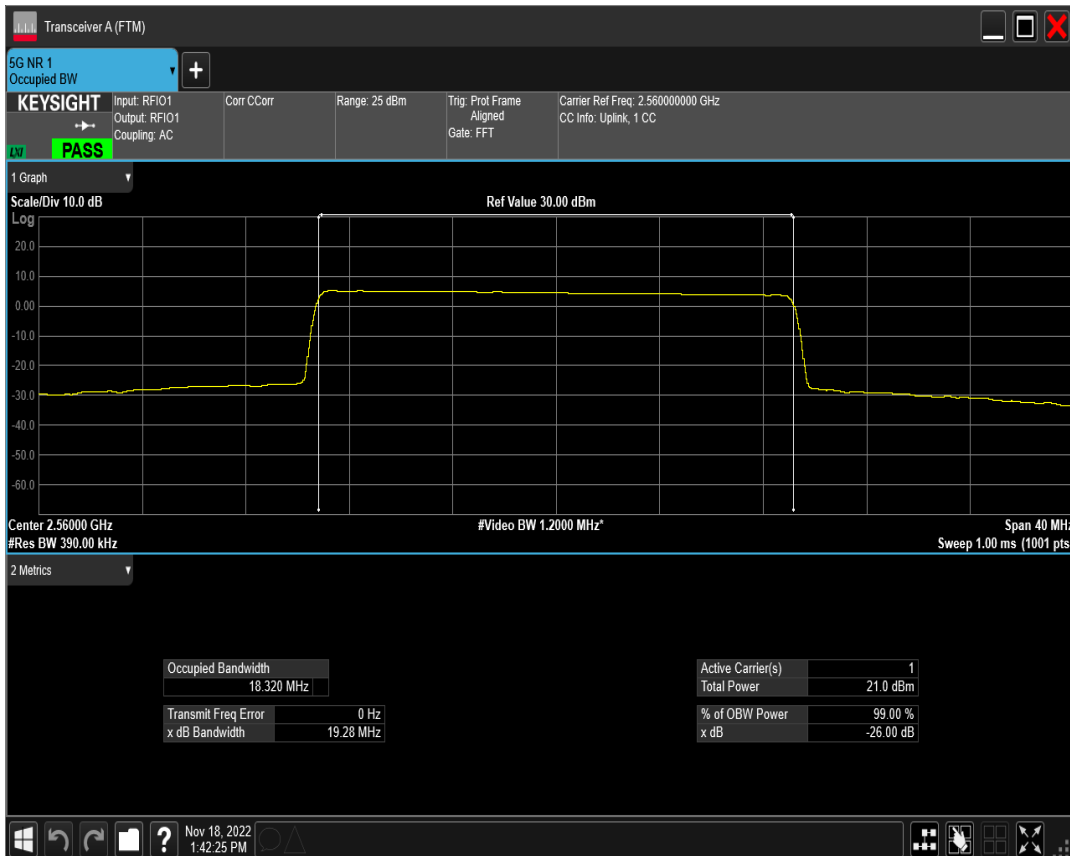 Transceiver A (FTM)
5G NR 1
Occupied BW
+
KEYSIGHT
LXI
PASS
Input: RFIO1
Output: RFIO1
Coupling: AC
Corr CCorr
Range: 25 dBm
Trig: Prot Frame
Aligned
Gate: FFT
Carrier Ref Freq: 2.560000000 GHz
CC Info: Uplink, 1 CC
1 Graph
Scale/Div 10.0 dB
Ref Value 30.00 dBm
Log
20.0
10.0
0.00
-10.0
-20.0
-30.0
-40.0
-50.0
-60.0
Center 2.56000 GHz
#Video BW 1.2000 MHz*
Span 40 MHz
#Res BW 390.00 kHz
Sweep 1.00 ms (1001 pts
2 Metrics
Occupied Bandwidth
18.320 MHz
Transmit Freq Error 0 Hz
x dB Bandwidth 19.28 MHz
Active Carrier(s) 1
Total Power 21.0 dBm
% of OBW Power 99.00 %
x dB -26.00 dB
?
Nov 18, 2022
1:42:25 PM